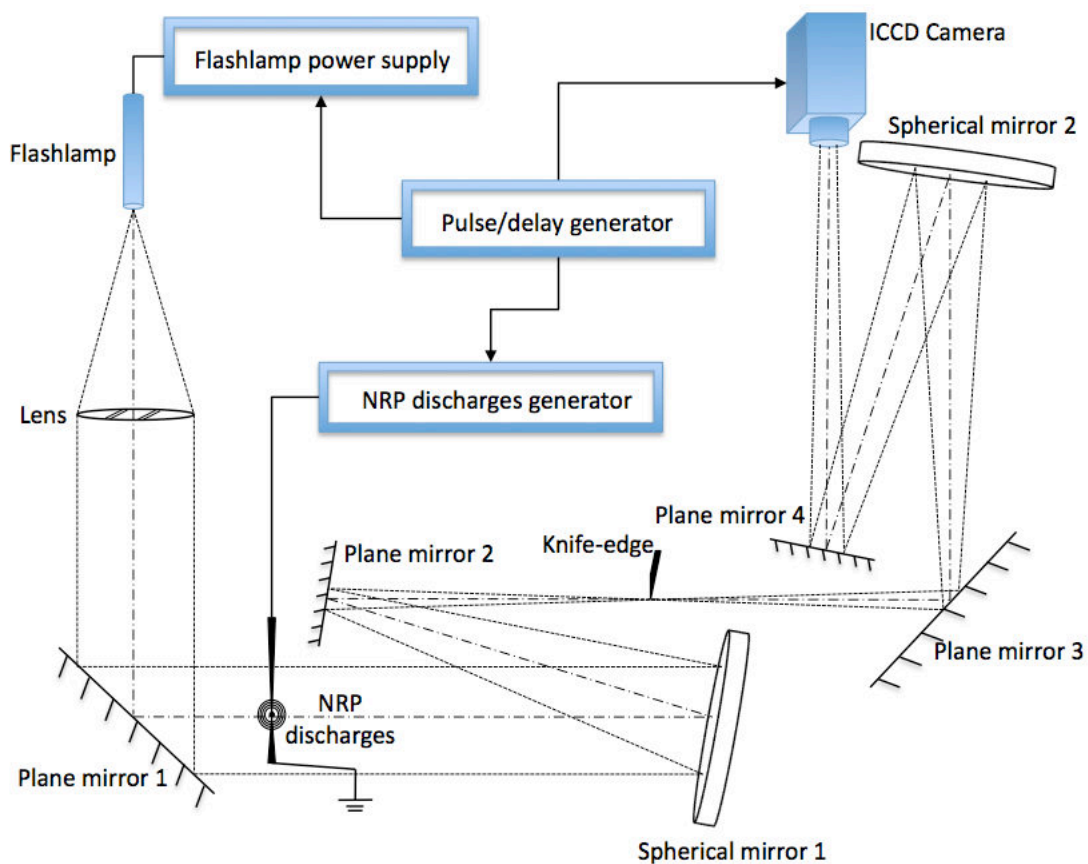 ICCD Camera
Flashlamp power supply
Spherical mirror 2
Flashlamp
Pulse/delay generator
NRP discharges generator
Lens
Plane mirror 4
Knife-edge
Plane mirror 2
Plane mirror 3
NRP
discharges
Plane mirror 1
Spherical mirror 1